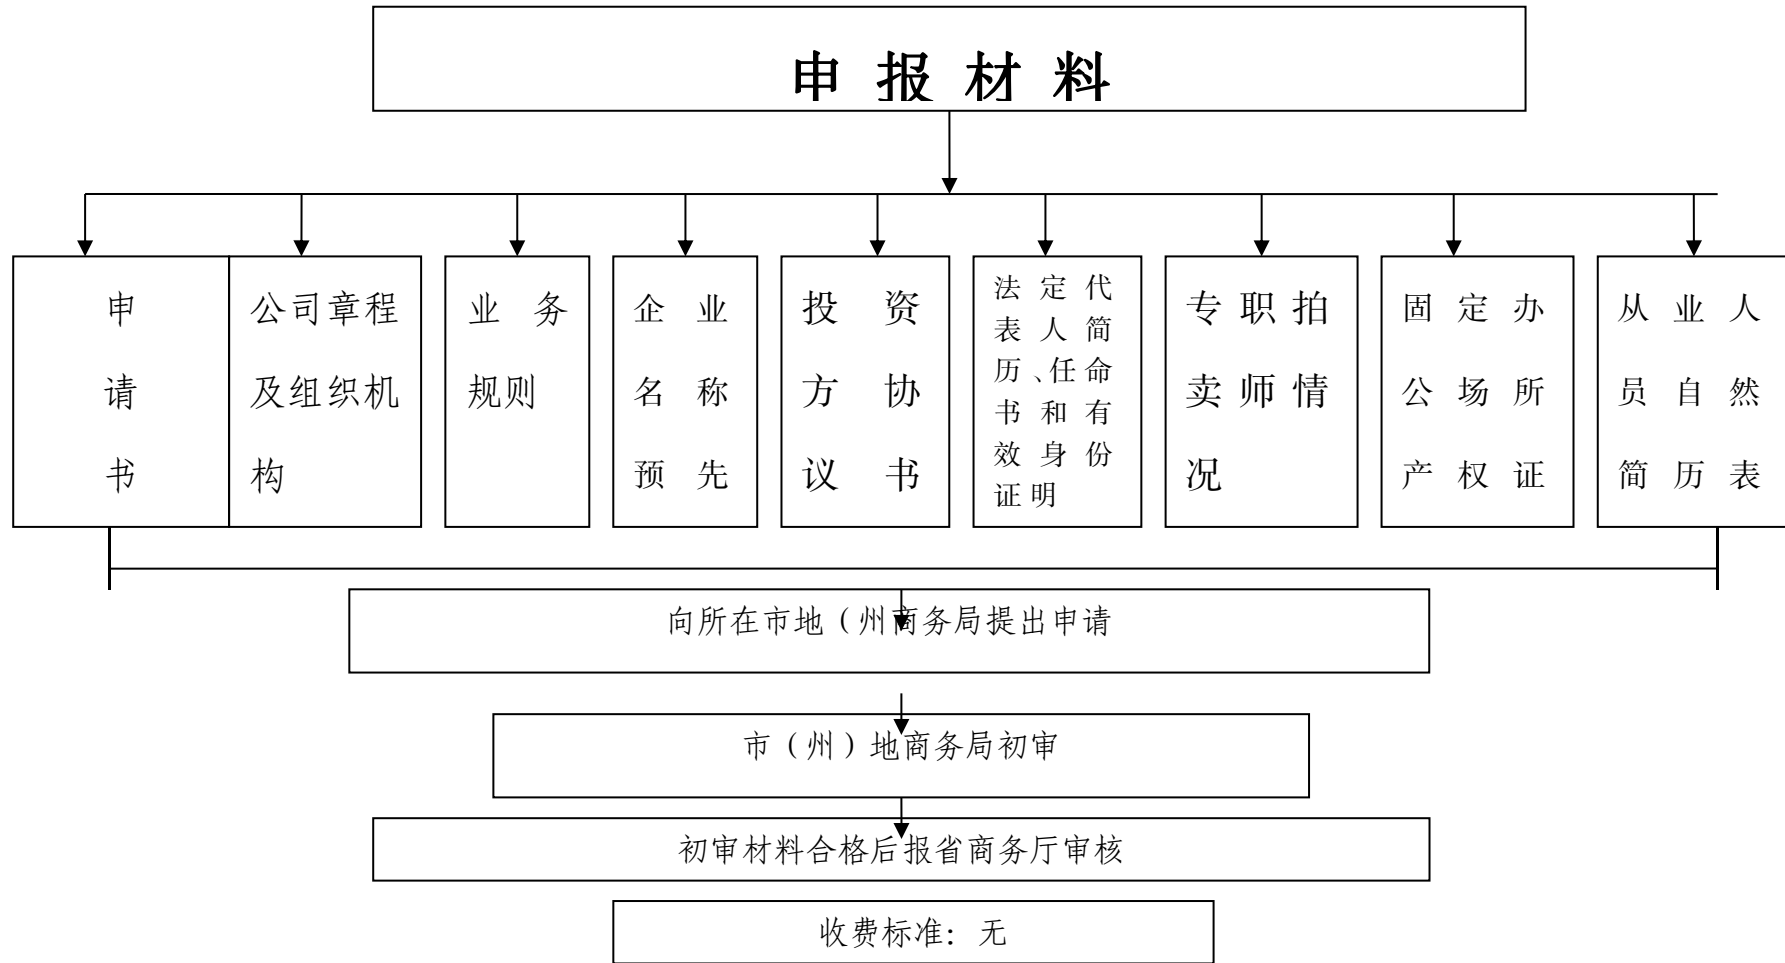 申报材料
申
请
书
公司章程
及组织机
构
业务
规则
企业
名称
预先
投资
方协
议书
法定代
表人简
历、任命
书和有
效身份
证明
专职拍
卖师情
况
固定办
公场所
产权证
从业人
员自然
简历表
向所在市地（州商务局提出申请
市（州）地商务局初审
初审材料合格后报省商务厅审核
收费标准：无